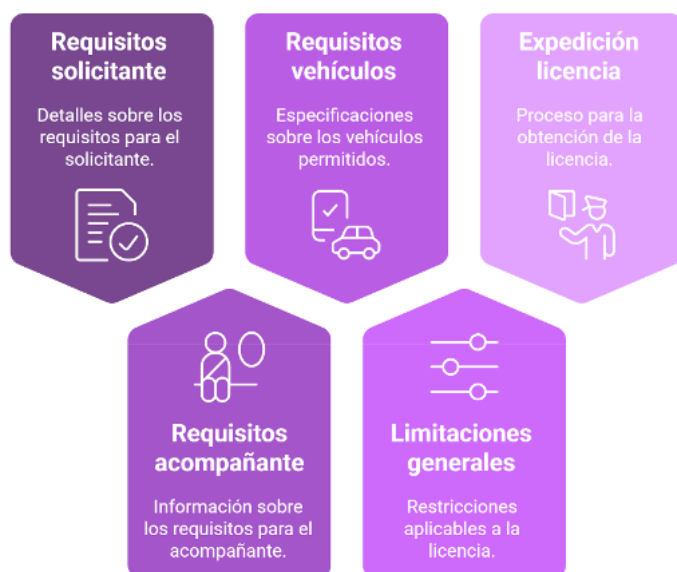 Requisitos
solicitante
Detalles sobre los
requisitos para el
solicitante.
Requisitos
vehículos
Especificaciones
sobre los vehículos
permitidos.
Expedición
licencia
Proceso para la
obtención de la
licencia.
Requisitos
acompañante
Información sobre
los requisitos para el
acompañante.
Limitaciones
generales
Restricciones
aplicables a la
licencia.